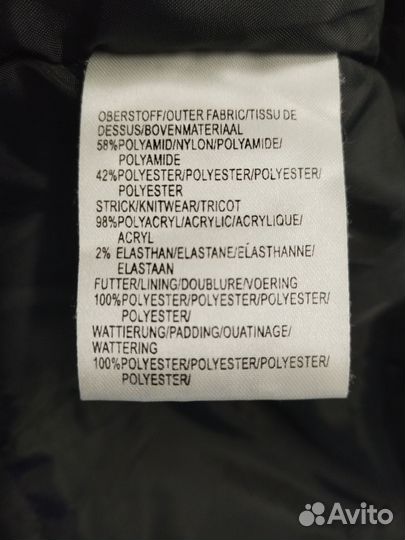 OBERSTOFF/OUTER FABRIC/TISSU DE
DESSUS/BOVENMATERIAAL
58%POLYAMID/NYLON/POLYAMIDE/
POLYAMIDE
42%POLYESTER/POLYESTER/POLYESTER/
POLYESTER
STRICK/KNITWEAR/TRICOT
98%POLYACRYL/ACRYLIC/ACRYLIQUE/
ACRYL
2% ELASTHAN/ELASTANE/ELASTHANNE/
ELASTAAN
FUTTER/LINING/DOUBLURE/VOERING
100%POLYESTER/POLYESTER/POLYESTER/
POLYESTER/
WATTIERUNG/PADDING/OUATINAGE/
WATTERING
100%POLYESTER/POLYESTER/POLYESTER/
POLYESTER/
Avito